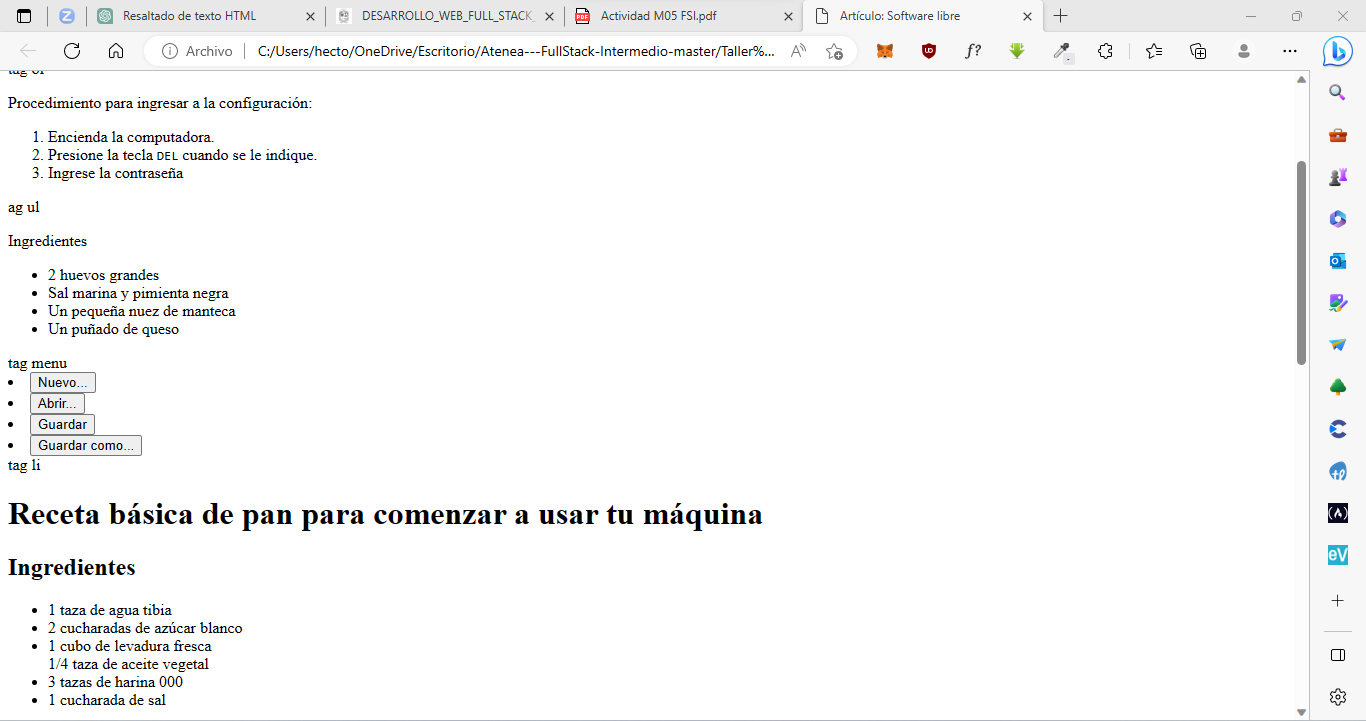 Resaltado de texto HTML
DESARROLLO_WEB_FULL_STACK_
Actividad M05 FSI.pdf
Artículo: Software libre
Archivo
C:/Users/hecto/OneDrive/Escritorio/Atenea---FullStack-Intermedio-master/Taller%...
tag ol
Procedimiento para ingresar a la configuración:
1. Encienda la computadora.
2. Presione la tecla DEL cuando se le indique.
3. Ingrese la contraseña
ag ul
Ingredientes
• 2 huevos grandes
• Sal marina y pimienta negra
• Un pequeña nuez de manteca
• Un puñado de queso
tag menu
• Nuevo...
• Abrir...
• Guardar
• Guardar como...
tag li
Receta básica de pan para comenzar a usar tu máquina
Ingredientes
• 1 taza de agua tibia
• 2 cucharadas de azúcar blanco
• 1 cubo de levadura fresca
1/4 taza de aceite vegetal
• 3 tazas de harina 000
• 1 cucharada de sal